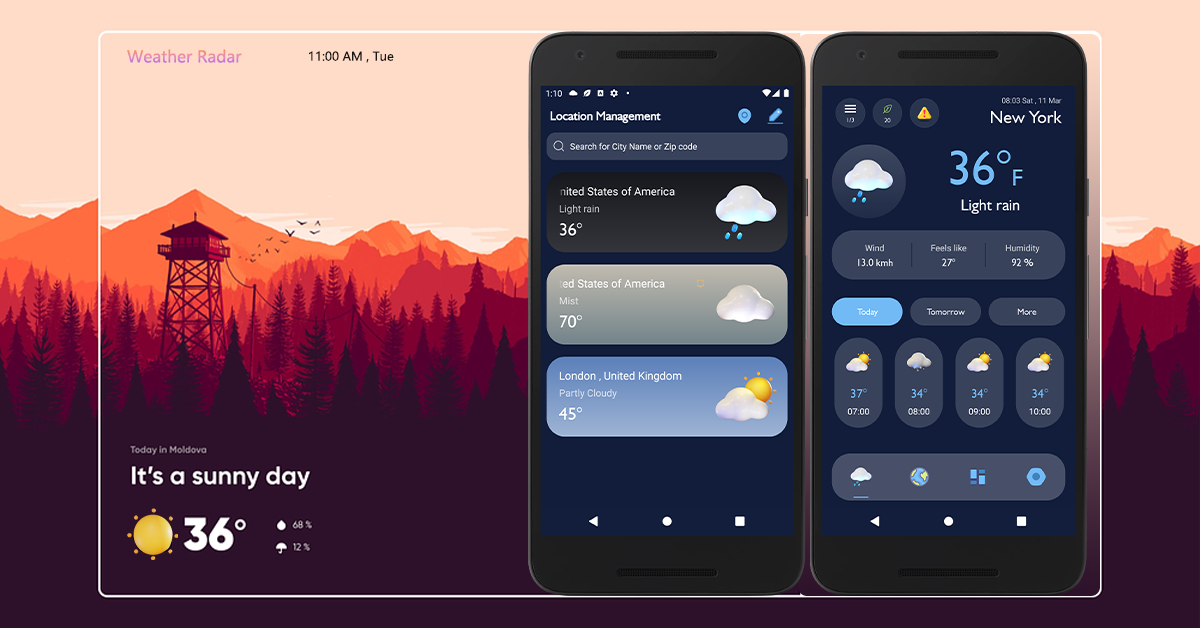 Weather Radar
11:00 AM , Tue
Today in Moldova
It's a sunny day
36°
68 %
12 %
1:10
Location Management
Search for City Name or Zip code
nited States of America
Light rain
36°
ed States of America
Mist
70°
London , United Kingdom
Partly Cloudy
45°
08:03 Sat , 11 Mar
New York
1/3
20
36°F
Light rain
Wind Feels like Humidity
13.0 kmh 27° 92 %
Today Tomorrow More
37° 34° 34° 34°
07:00 08:00 09:00 10:00